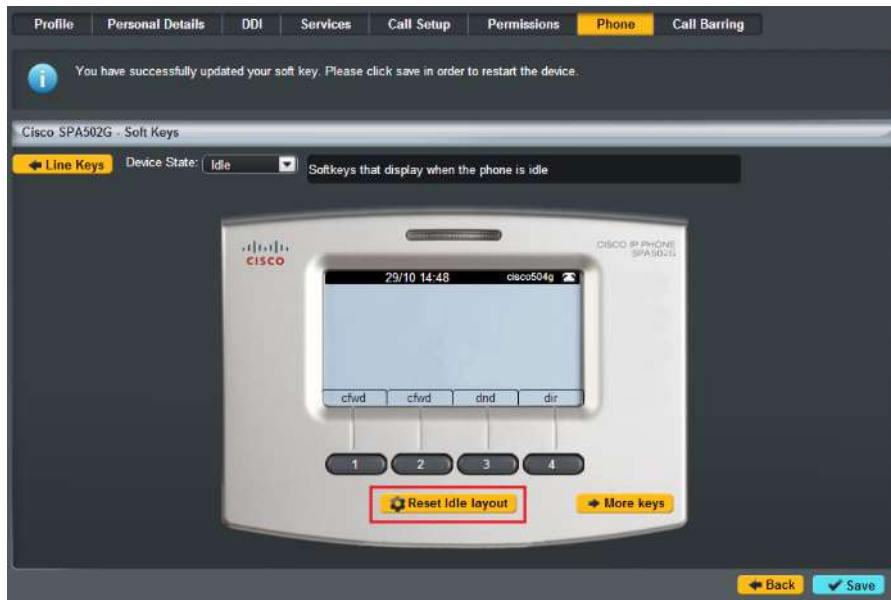 Profile Personal Details DDI Services Call Setup Permissions Phone Call Barring
You have successfully updated your soft key. Please click save in order to restart the device.
Cisco SPA502G - Soft Keys
Line Keys Device State: Idle Softkeys that display when the phone is idle
CISCO
CISCO IP PHONE
SPA502G
29/10 14:48 cisco504g
cfwd cfwd dnd dir
1 2 3 4
Reset Idle layout More keys
Back Save